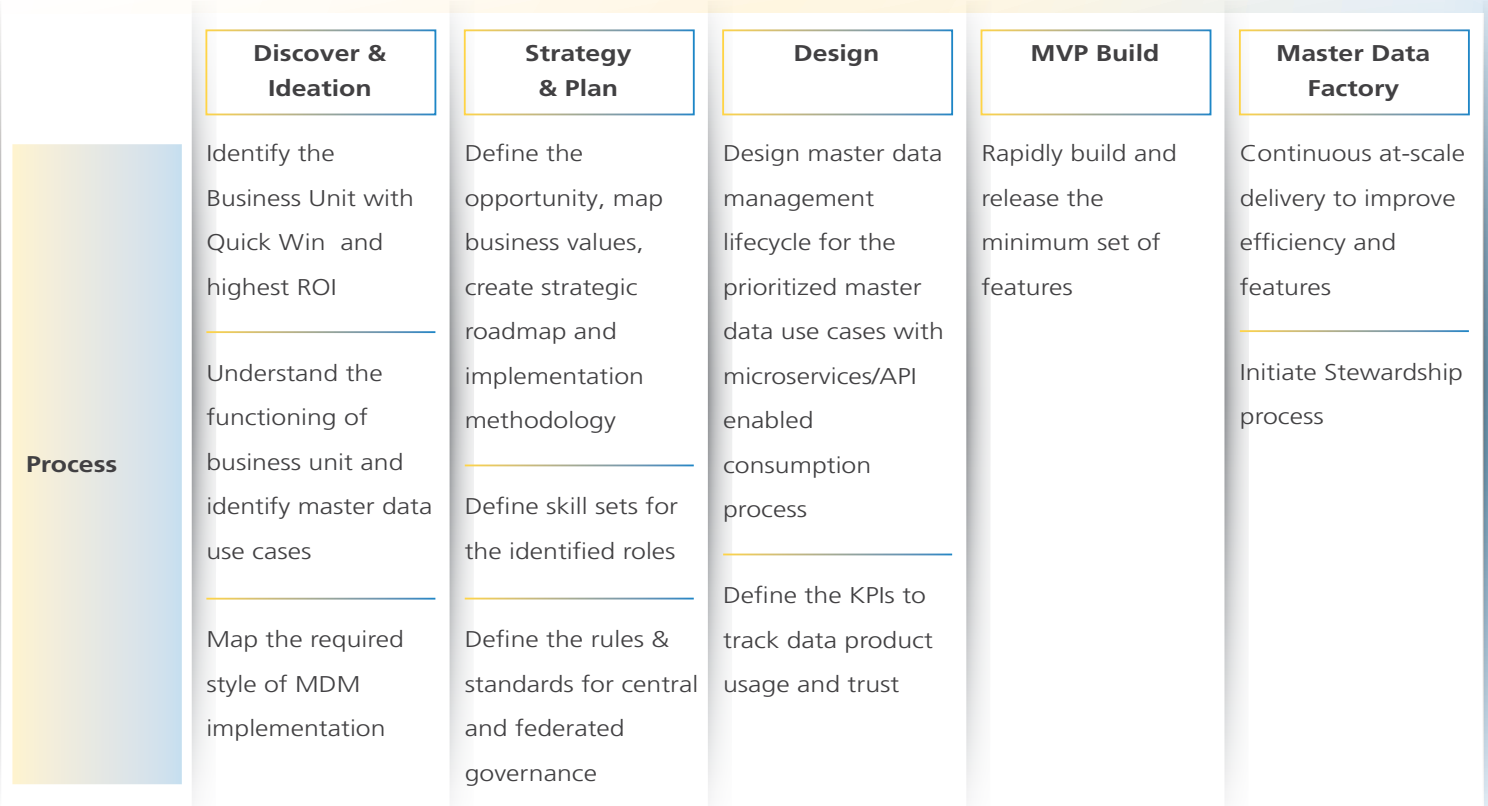 Discover &
Ideation
Strategy
& Plan
Design
MVP Build
Master Data
Factory
Process
Identify the
Business Unit with
Quick Win and
highest ROI
Understand the
functioning of
business unit and
identify master data
use cases
Map the required
style of MDM
implementation
Define the
opportunity, map
business values,
create strategic
roadmap and
implementation
methodology
Define skill sets for
the identified roles
Define the rules &
standards for central
and federated
governance
Design master data
management
lifecycle for the
prioritized master
data use cases with
microservices/API
enabled
consumption
process
Define the KPIs to
track data product
usage and trust
Rapidly build and
release the
minimum set of
features
Continuous at-scale
delivery to improve
efficiency and
features
Initiate Stewardship
process